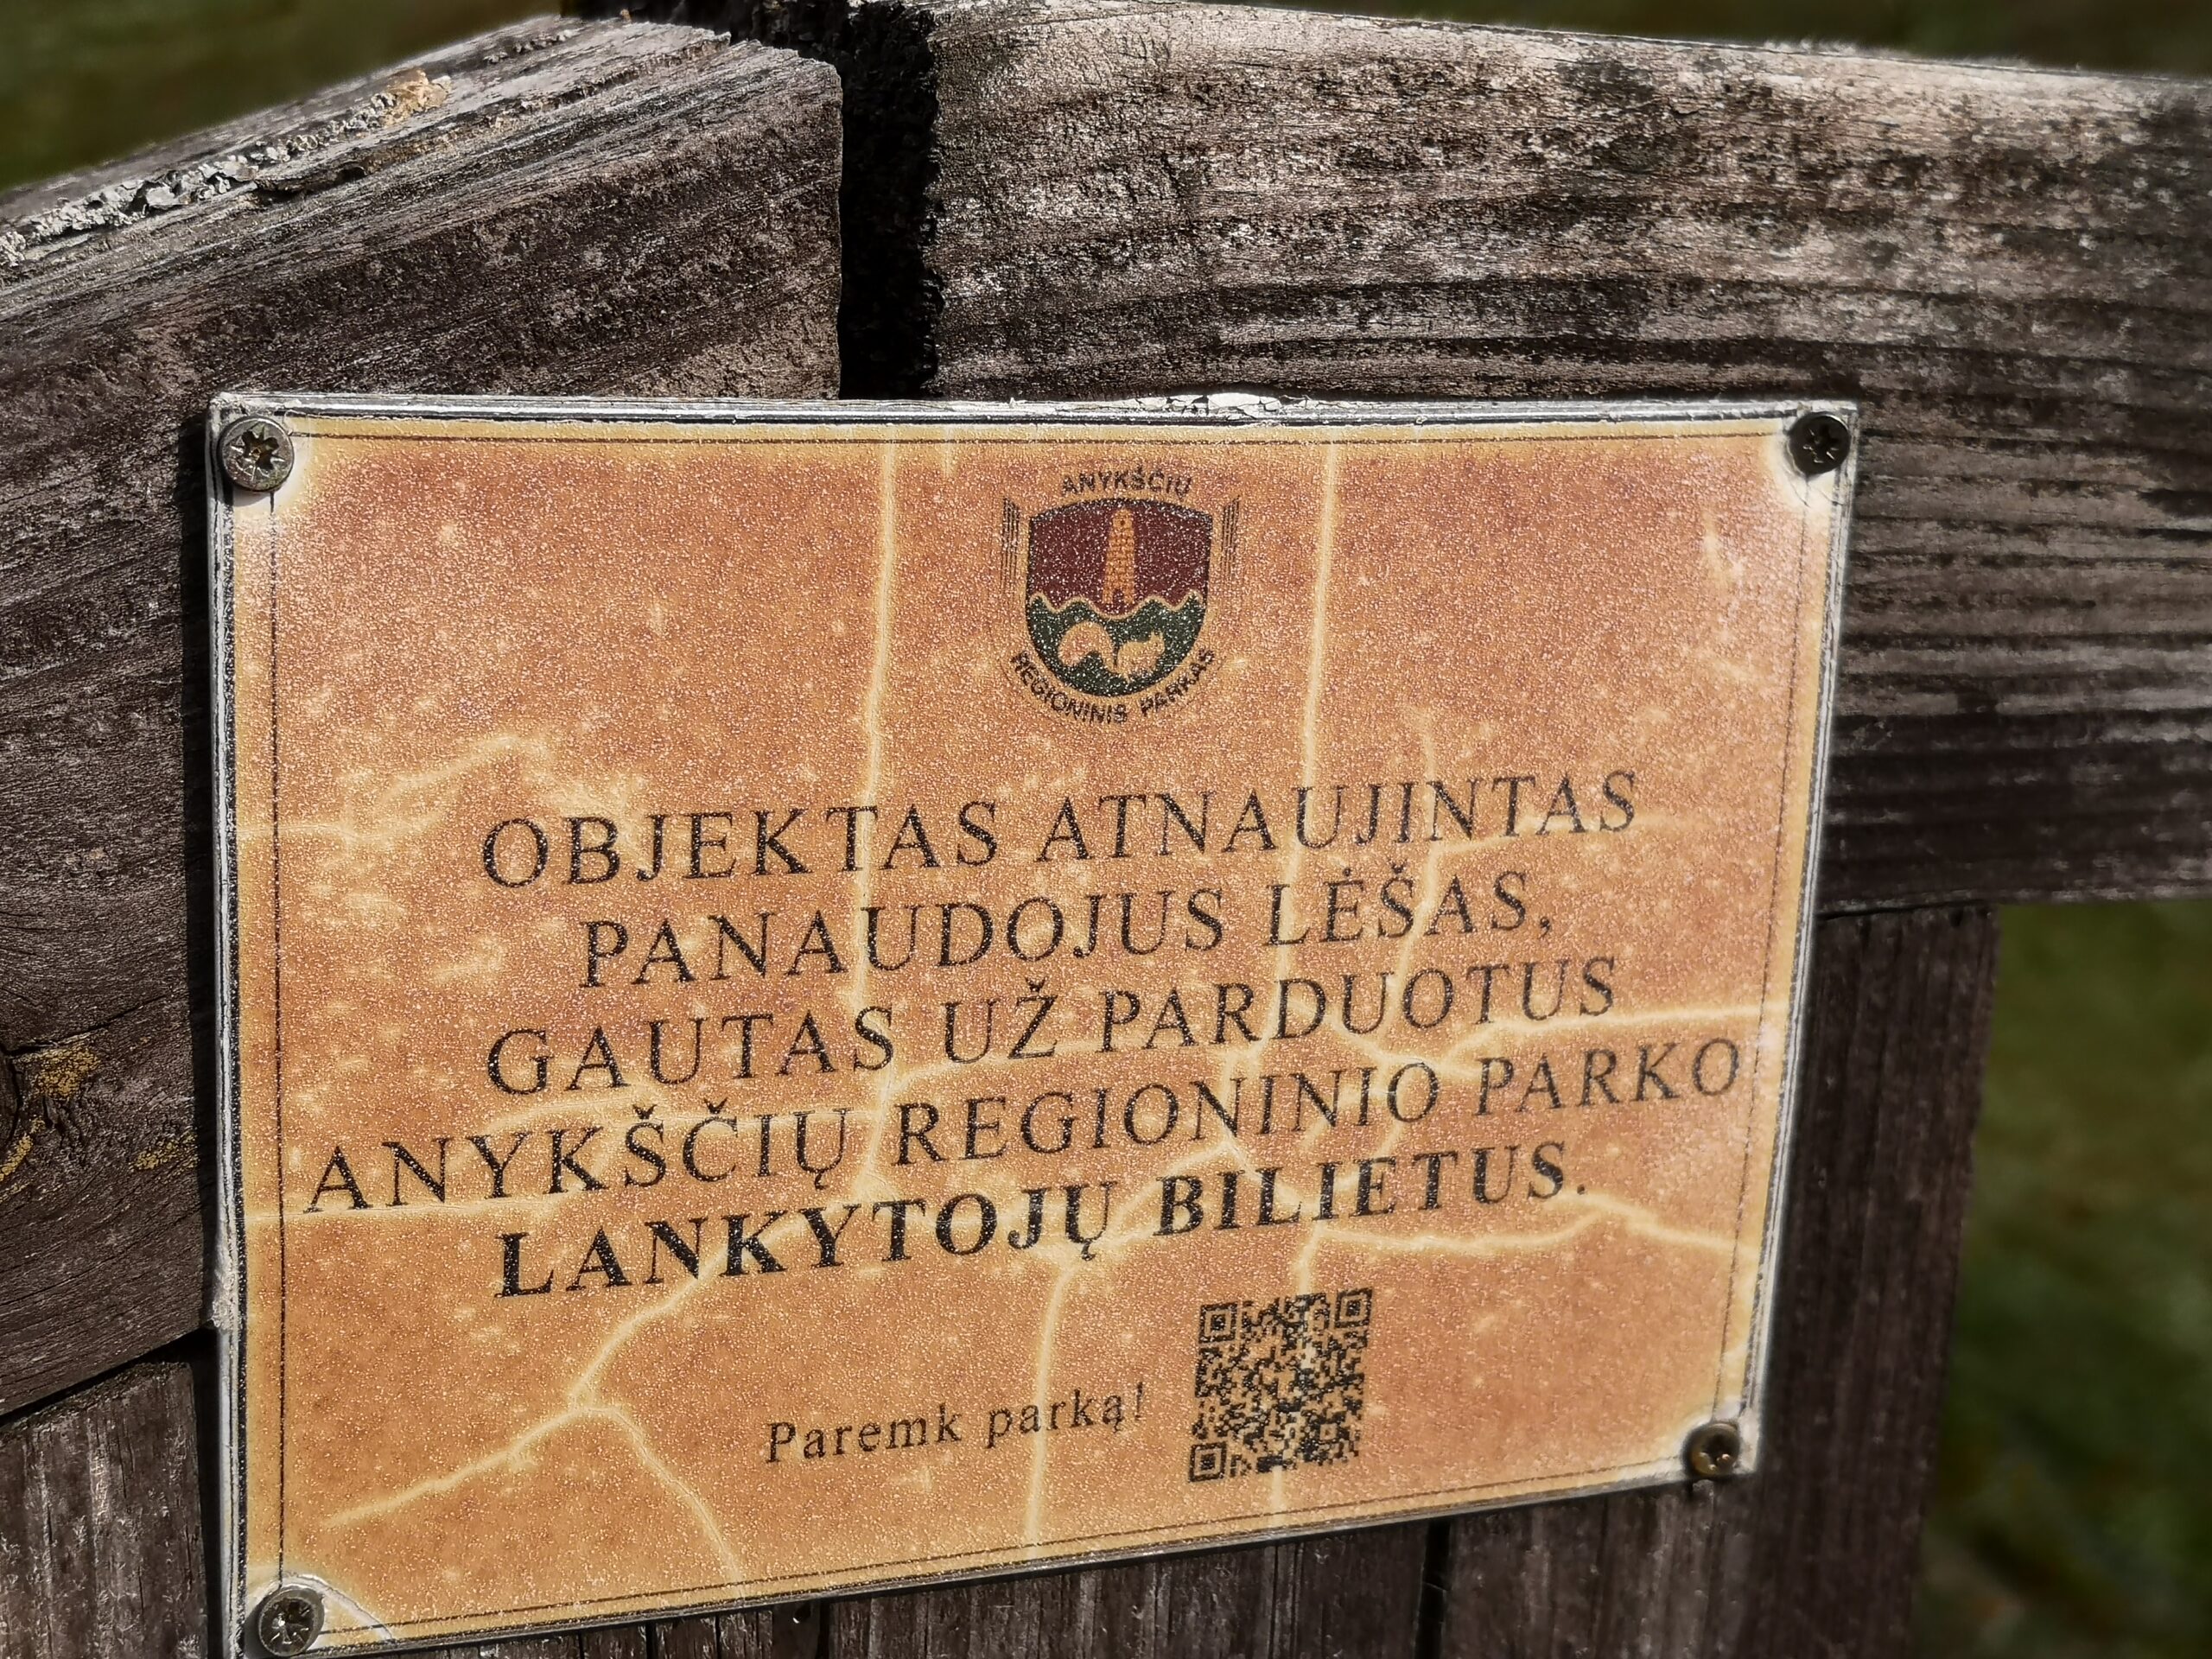 ANYKŠČIŲ
REGIONINIS PARKAS
OBJEKTAS ATNAUJINTAS
PANAUDOJUS LĖŠAS,
GAUTAS UŽ PARDUOTUS
ANYKŠČIŲ REGIONINIO PARKO
LANKYTOJŲ BILIETUS.
Paremk parką!